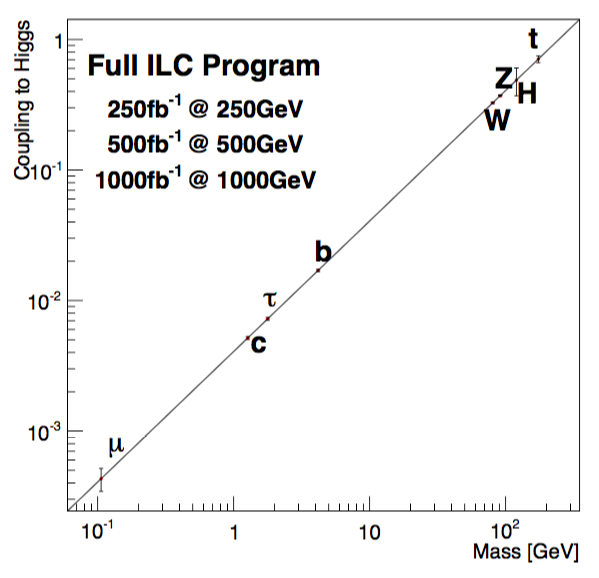 Coupling to Higgs
1
10-1
10-2
10-3
Full ILC Program
250fb-1 @ 250GeV
500fb-1 @ 500GeV
1000fb-1 @ 1000GeV
t
Z
H
W
b
τ
c
μ
10-1
1
10
102
Mass [GeV]